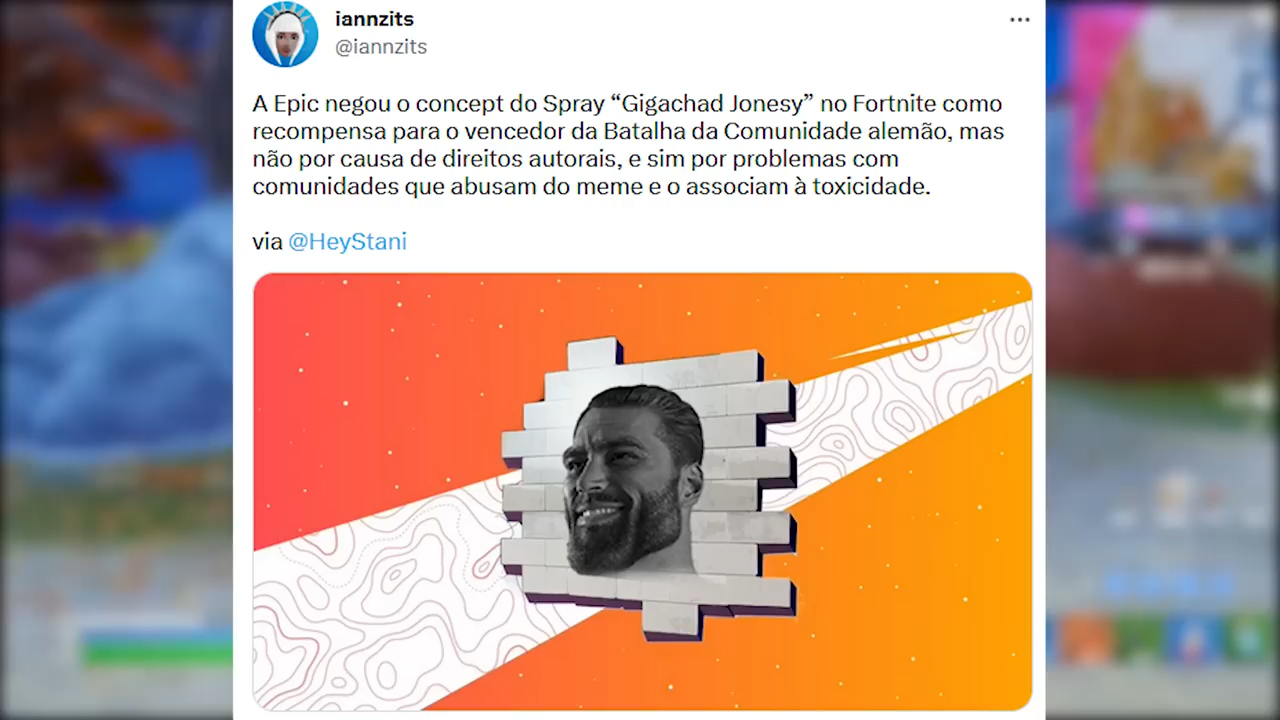 iannzits
@iannzits
A Epic negou o concept do Spray “Gigachad Jonesy” no Fortnite como
recompensa para o vencedor da Batalha da Comunidade alemão, mas
não por causa de direitos autorais, e sim por problemas com
comunidades que abusam do meme e o associam à toxicidade.
via @HeyStani